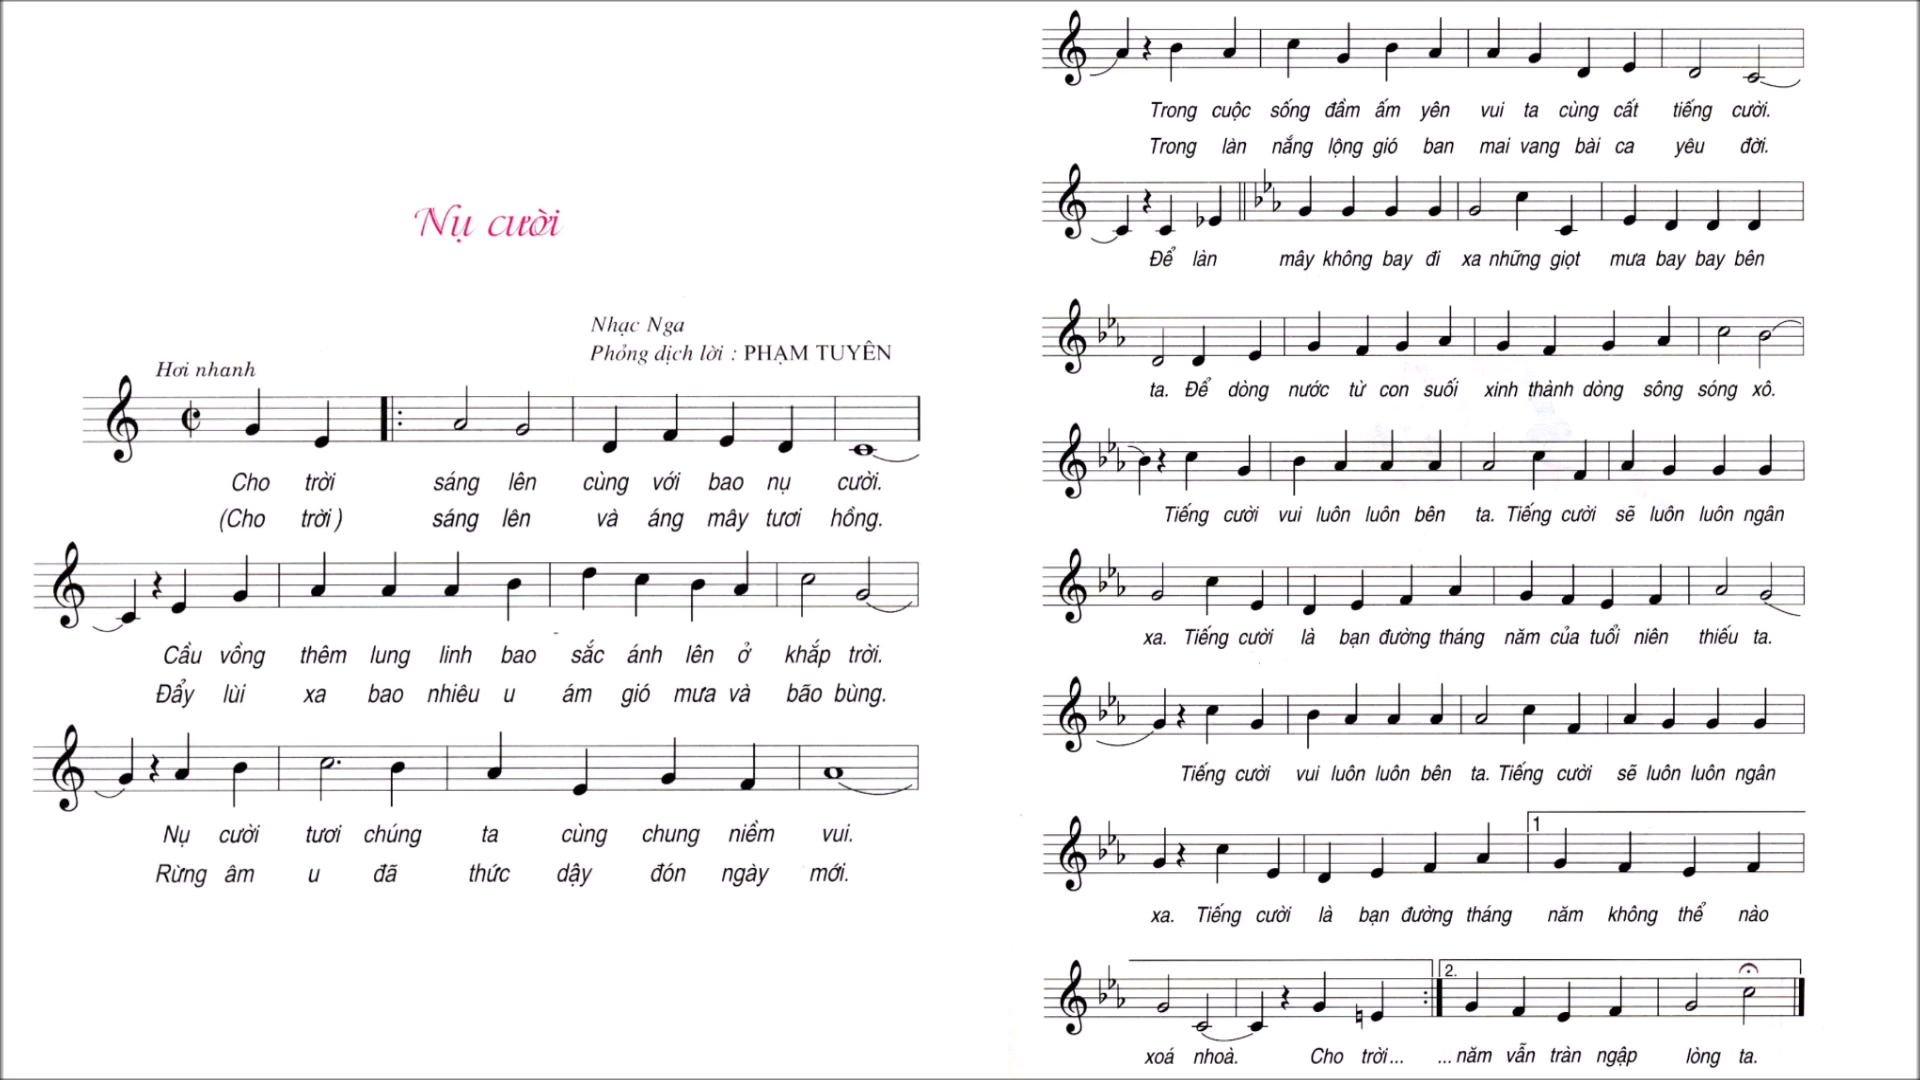 Nụ cười
Nhạc Nga
Phỏng dịch lời : PHẠM TUYÊN
Hơi nhanh
Cho trời sáng lên cùng với bao nụ cười.
(Cho trời) sáng lên và áng mây tươi hồng.
Cầu vồng thêm lung linh bao sắc ánh lên ở khắp trời.
Đẩy lùi xa bao nhiêu u ám gió mưa và bão bùng.
Nụ cười tươi chúng ta cùng chung niềm vui.
Rừng âm u đã thức dậy đón ngày mới.
Trong cuộc sống đầm ấm yên vui ta cùng cất tiếng cười.
Trong làn nắng lộng gió ban mai vang bài ca yêu đời.
Để làn mây không bay đi xa những giọt mưa bay bay bên
ta. Để dòng nước từ con suối xinh thành dòng sông sóng xô.
Tiếng cười vui luôn luôn bên ta. Tiếng cười sẽ luôn luôn ngân
xa. Tiếng cười là bạn đường tháng năm của tuổi niên thiếu ta.
Tiếng cười vui luôn luôn bên ta. Tiếng cười sẽ luôn luôn ngân
1
xa. Tiếng cười là bạn đường tháng năm không thể nào
2.
xoá nhoà. Cho trời... ...năm vẫn tràn ngập lòng ta.